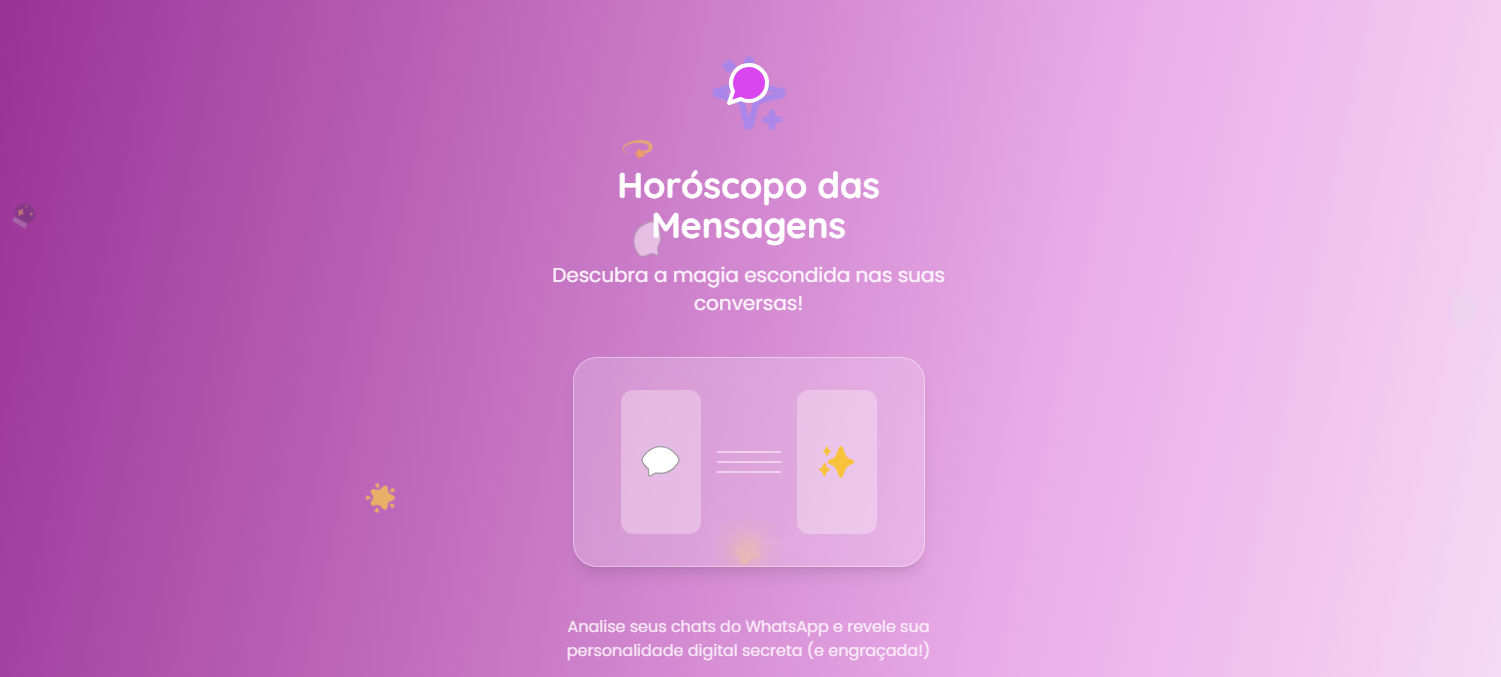 Horóscopo das
Mensagens
Descubra a magia escondida nas suas
conversas!
Analise seus chats do WhatsApp e revele sua
personalidade digital secreta (e engraçada!)